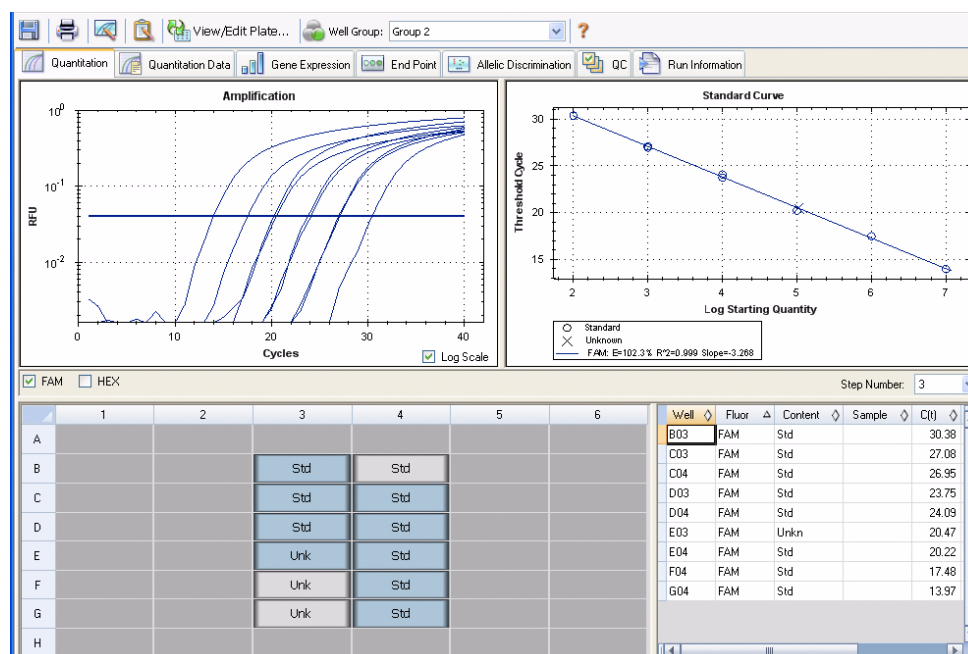 View/Edit Plate... Well Group: Group 2 ?
Quantitation Quantitation Data Gene Expression End Point Allelic Discrimination QC Run Information
Amplification
10^0
10^-1
10^-2
RFU
0 10 20 30 40
Cycles
Log Scale
Standard Curve
30
25
20
15
Threshold Cycle
2 3 4 5 6 7
Log Starting Quantity
Standard
Unknown
FAM: E=102.3% R^2=0.999 Slope=-3.268
FAM HEX
Step Number: 3
1 2 3 4 5 6
A
B Std Std
C Std Std
D Std Std
E Unk Std
F Unk Std
G Unk Std
H
Well Fluor Content Sample C(t)
B03 FAM Std 30.38
C03 FAM Std 27.08
C04 FAM Std 26.95
D03 FAM Std 23.75
D04 FAM Std 24.09
E03 FAM Unkn 20.47
E04 FAM Std 20.22
F04 FAM Std 17.48
G04 FAM Std 13.97